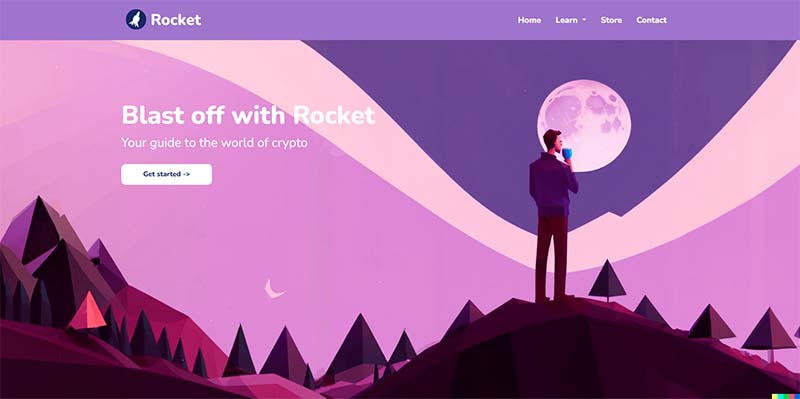 Rocket
Home Learn Store Contact
Blast off with Rocket
Your guide to the world of crypto
Get started ->